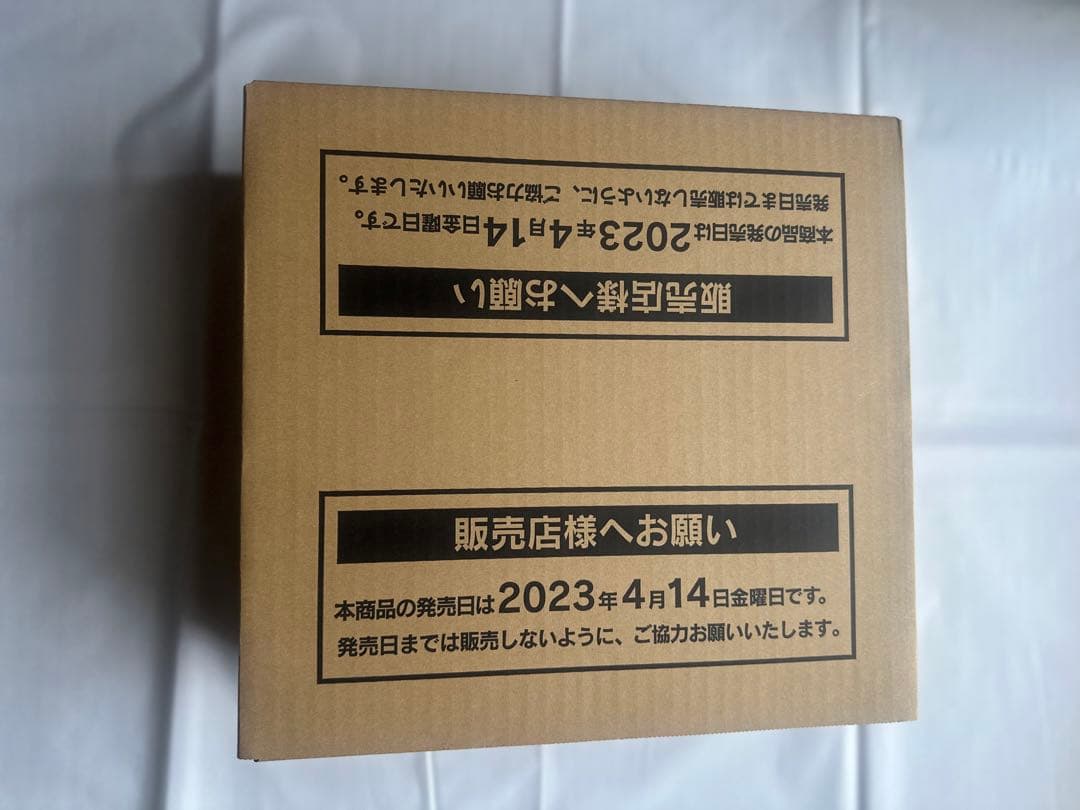 発売日までは販売しないように、ご協力お願いいたします。
本商品の発売日は2023年4月14日金曜日です。
販売店様へお願い
販売店様へお願い
本商品の発売日は2023年4月14日金曜日です。
発売日までは販売しないように、ご協力お願いいたします。